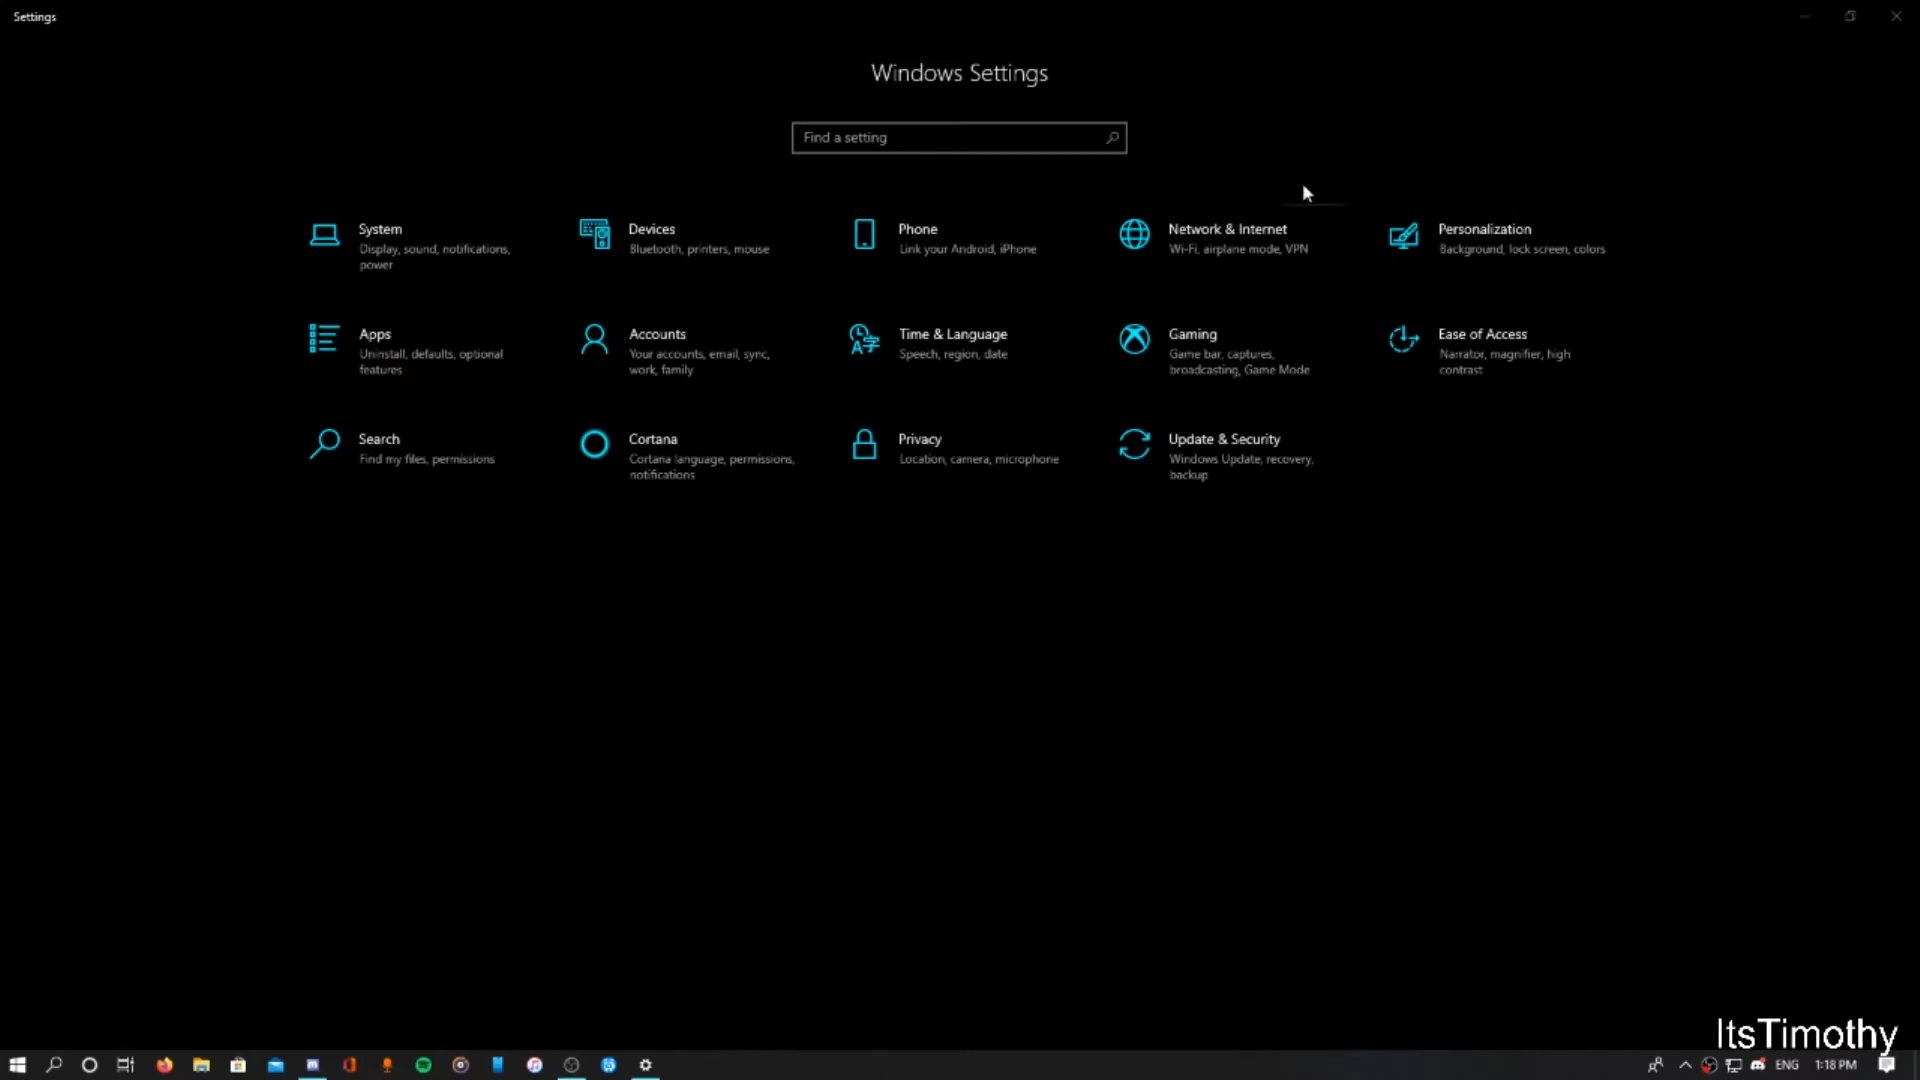 Settings
Windows Settings
Find a setting
System
Display, sound, notifications,
power
Devices
Bluetooth, printers, mouse
Phone
Link your Android, iPhone
Network & Internet
Wi-Fi, airplane mode, VPN
Personalization
Background, lock screen, colors
Apps
Uninstall, defaults, optional
features
Accounts
Your accounts, email, sync,
work, family
Time & Language
Speech, region, date
Gaming
Game bar, captures,
broadcasting, Game Mode
Ease of Access
Narrator, magnifier, high
contrast
Search
Find my files, permissions
Cortana
Cortana language, permissions,
notifications
Privacy
Location, camera, microphone
Update & Security
Windows Update, recovery,
backup
ItsTimothy
ENG
1:18 PM